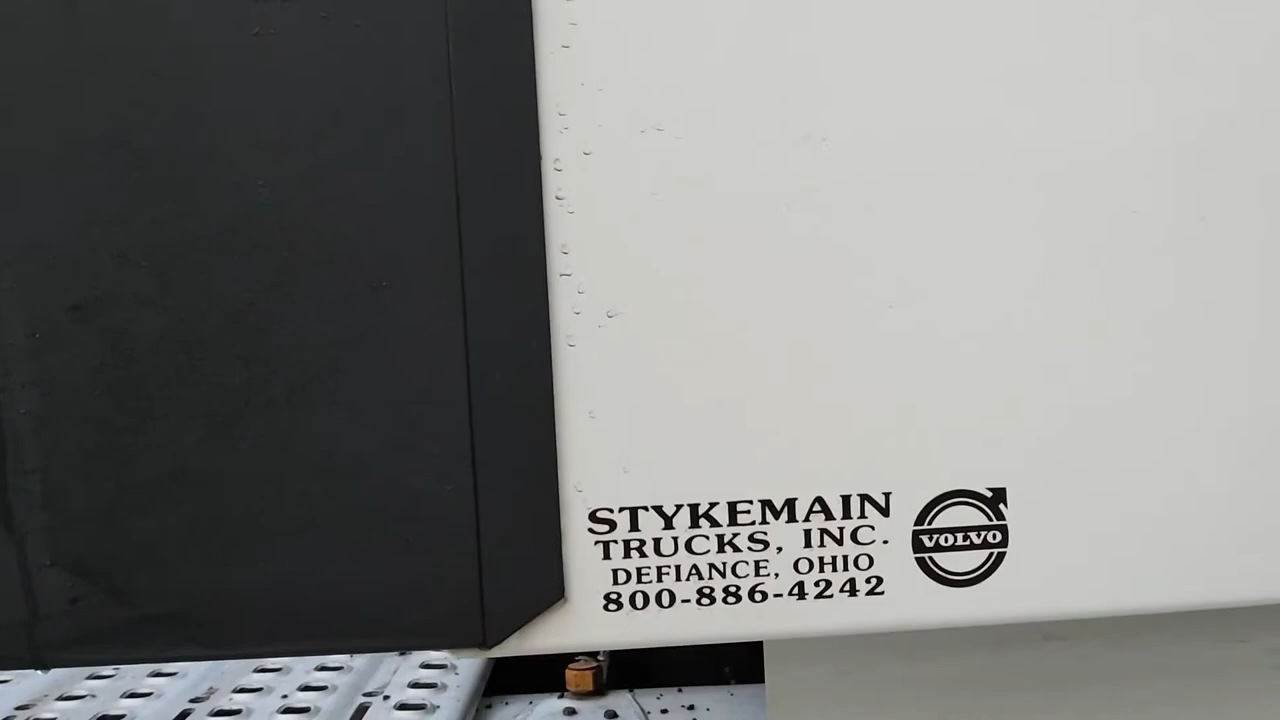 STYKEMAIN
TRUCKS, INC.
DEFIANCE, OHIO
800-886-4242
VOLVO